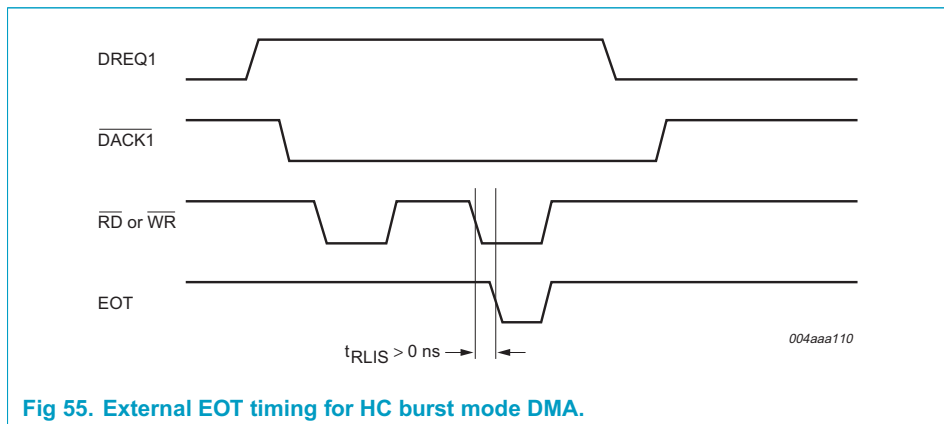 DREQ1
DACK1
RD or WR
EOT
tRLIS > 0 ns
004aaa110
Fig 55. External EOT timing for HC burst mode DMA.